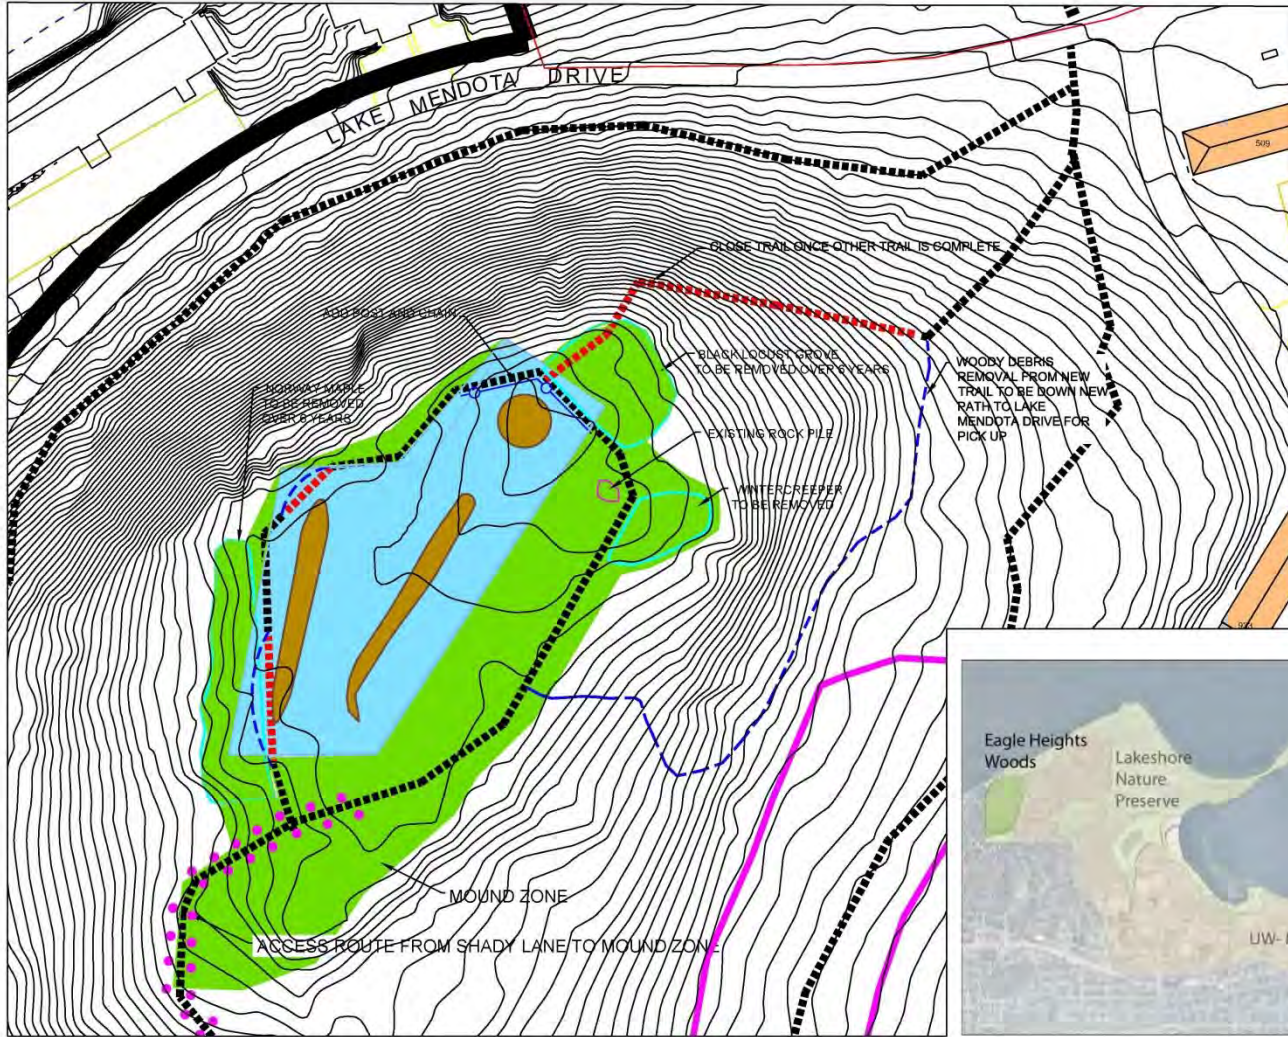 LAKE MENDOTA DRIVE
509
CLOSE TRAIL ONCE OTHER TRAIL IS COMPLETE
ADD POST AND CHAIN
BLACK LOCUST GROVE
TO BE REMOVED OVER 5 YEARS
WOODY DEBRIS
REMOVAL FROM NEW
TRAIL TO BE DOWN NEW
PATH TO LAKE
MENDOTA DRIVE FOR
PICK UP
NORWAY MAPLE
TO BE REMOVED
OVER 5 YEARS
EXISTING ROCK PILE
WINTERCREEPER
TO BE REMOVED
MOUND ZONE
ACCESS ROUTE FROM SHADY LANE TO MOUND ZONE
Eagle Heights
Woods
Lakeshore
Nature
Preserve
UW-